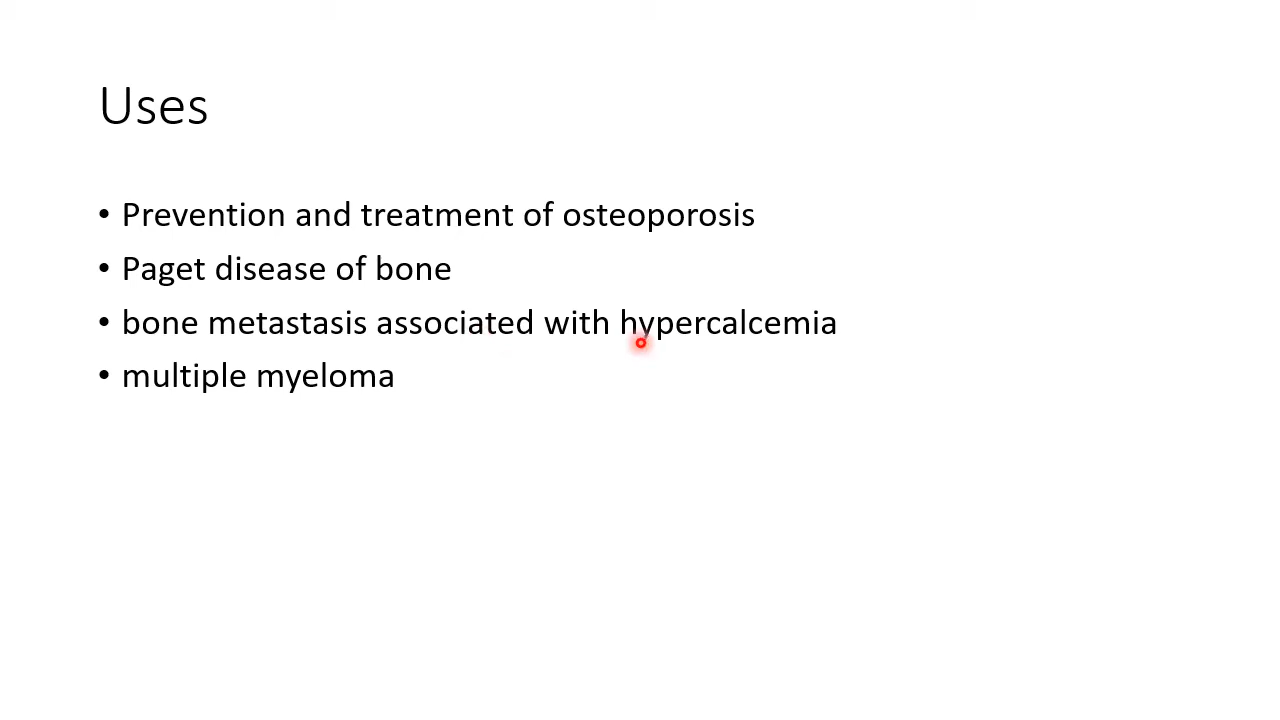 Uses
• Prevention and treatment of osteoporosis
• Paget disease of bone
• bone metastasis associated with hypercalcemia
• multiple myeloma